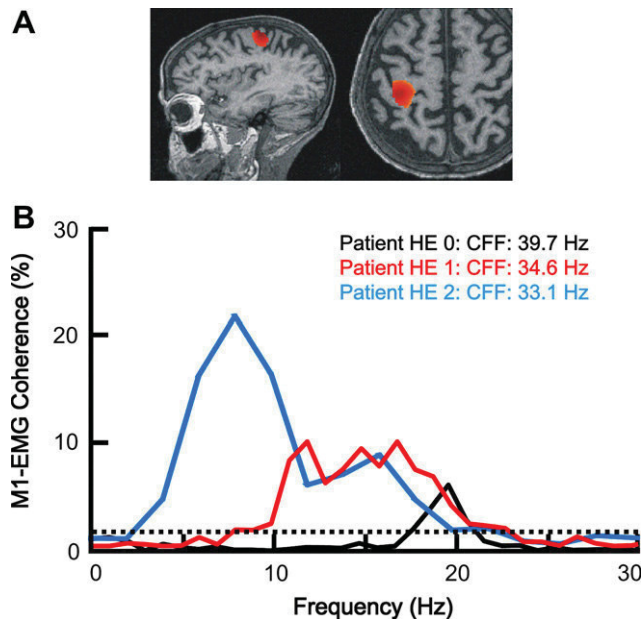 A
B
30
Patient HE 0: CFF: 39.7 Hz
Patient HE 1: CFF: 34.6 Hz
Patient HE 2: CFF: 33.1 Hz
20
10
0
M1-EMG Coherence (%)
0 10 20 30
Frequency (Hz)